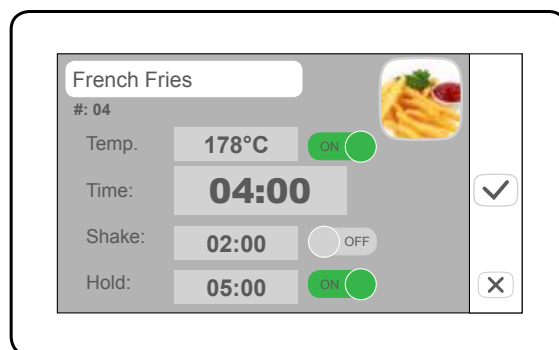 French Fries
#: 04
Temp. 178°C ON
Time: 04:00
Shake: 02:00 OFF
Hold: 05:00 ON